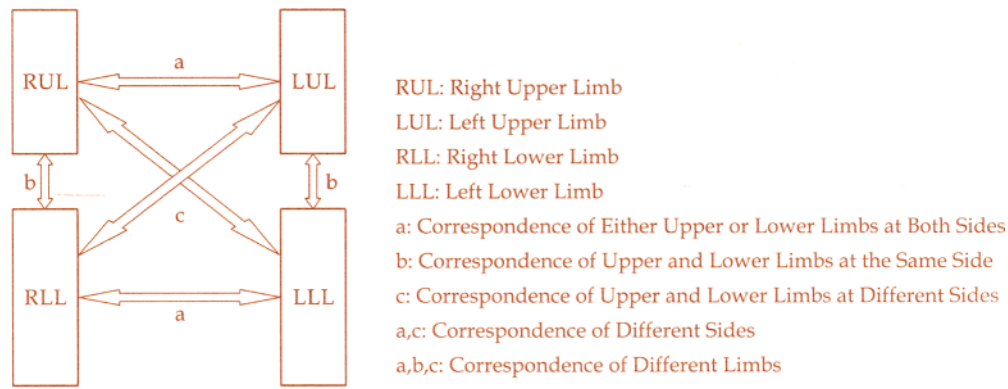 a
RUL
LUL
b
b
c
RLL
LLL
a
RUL: Right Upper Limb
LUL: Left Upper Limb
RLL: Right Lower Limb
LLL: Left Lower Limb
a: Correspondence of Either Upper or Lower Limbs at Both Sides
b: Correspondence of Upper and Lower Limbs at the Same Side
c: Correspondence of Upper and Lower Limbs at Different Sides
a,c: Correspondence of Different Sides
a,b,c: Correspondence of Different Limbs